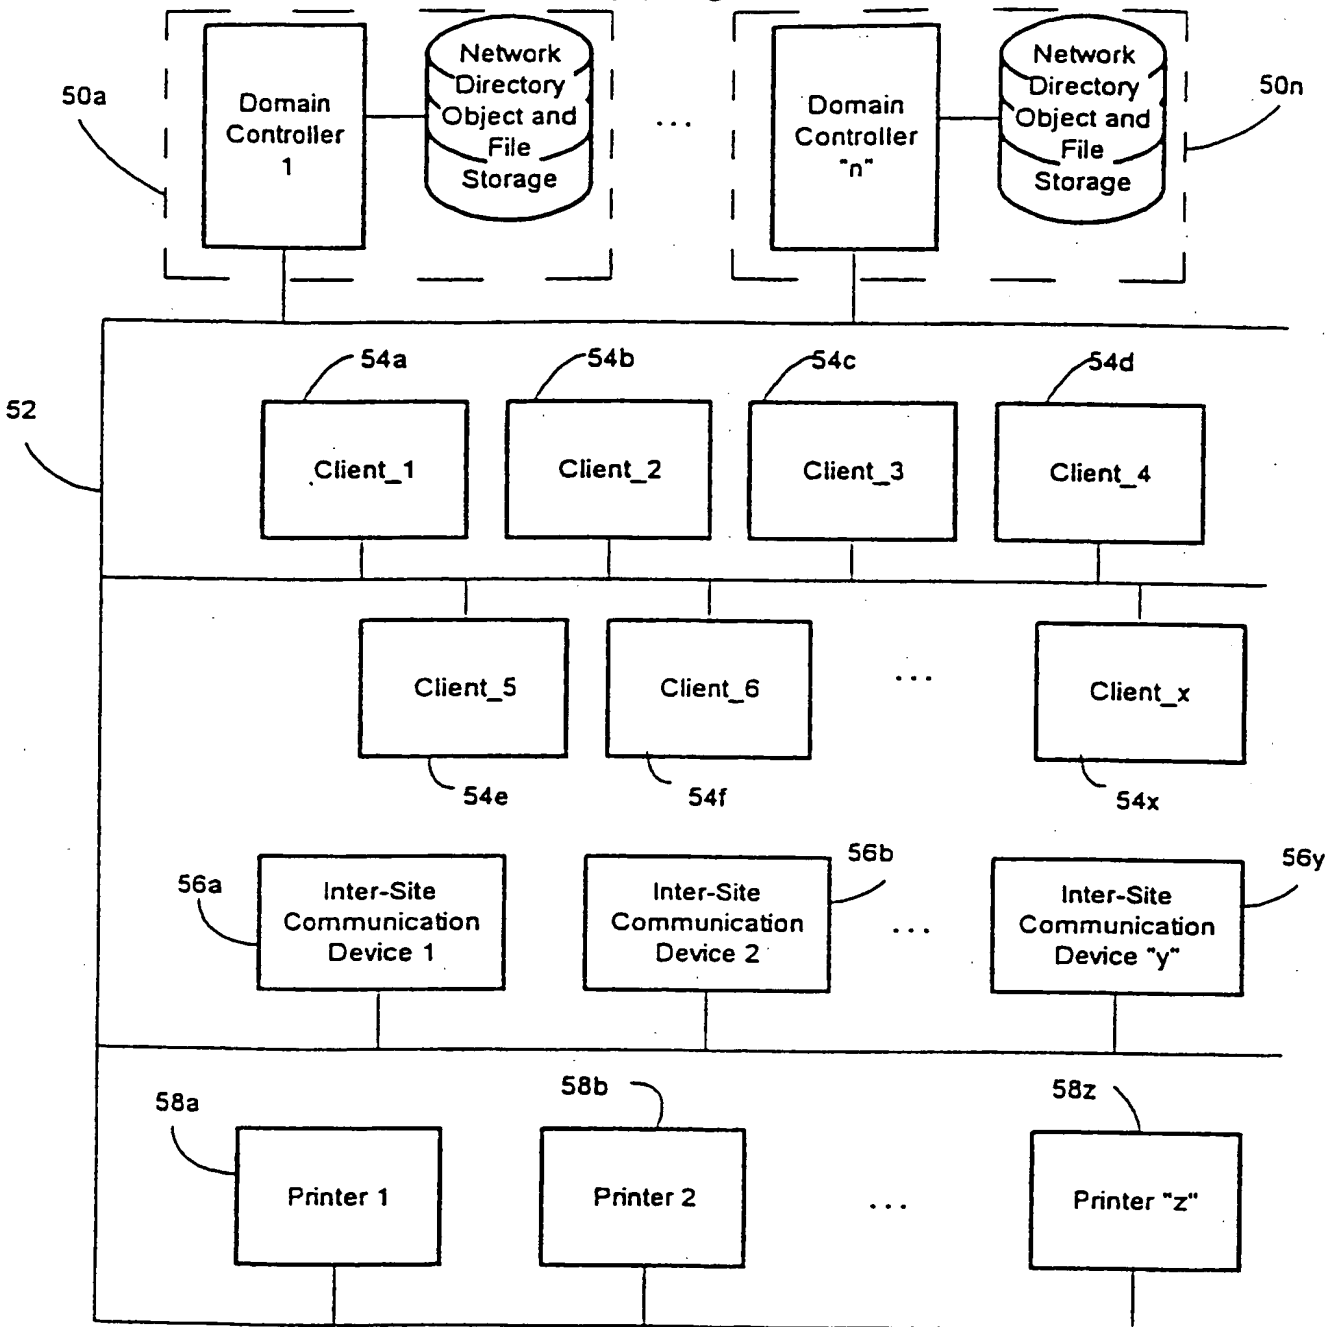 50a
Domain
Controller
1
Network
Directory
Object and
File
Storage
...
Domain
Controller
"n"
Network
Directory
Object and
File
Storage
50n
52
54a
54b
54c
54d
Client_1
Client_2
Client_3
Client_4
Client_5
Client_6
...
Client_x
54e
54f
54x
56a
Inter-Site
Communication
Device 1
56b
Inter-Site
Communication
Device 2
...
56y
Inter-Site
Communication
Device "y"
58a
58b
58z
Printer 1
Printer 2
...
Printer "z"